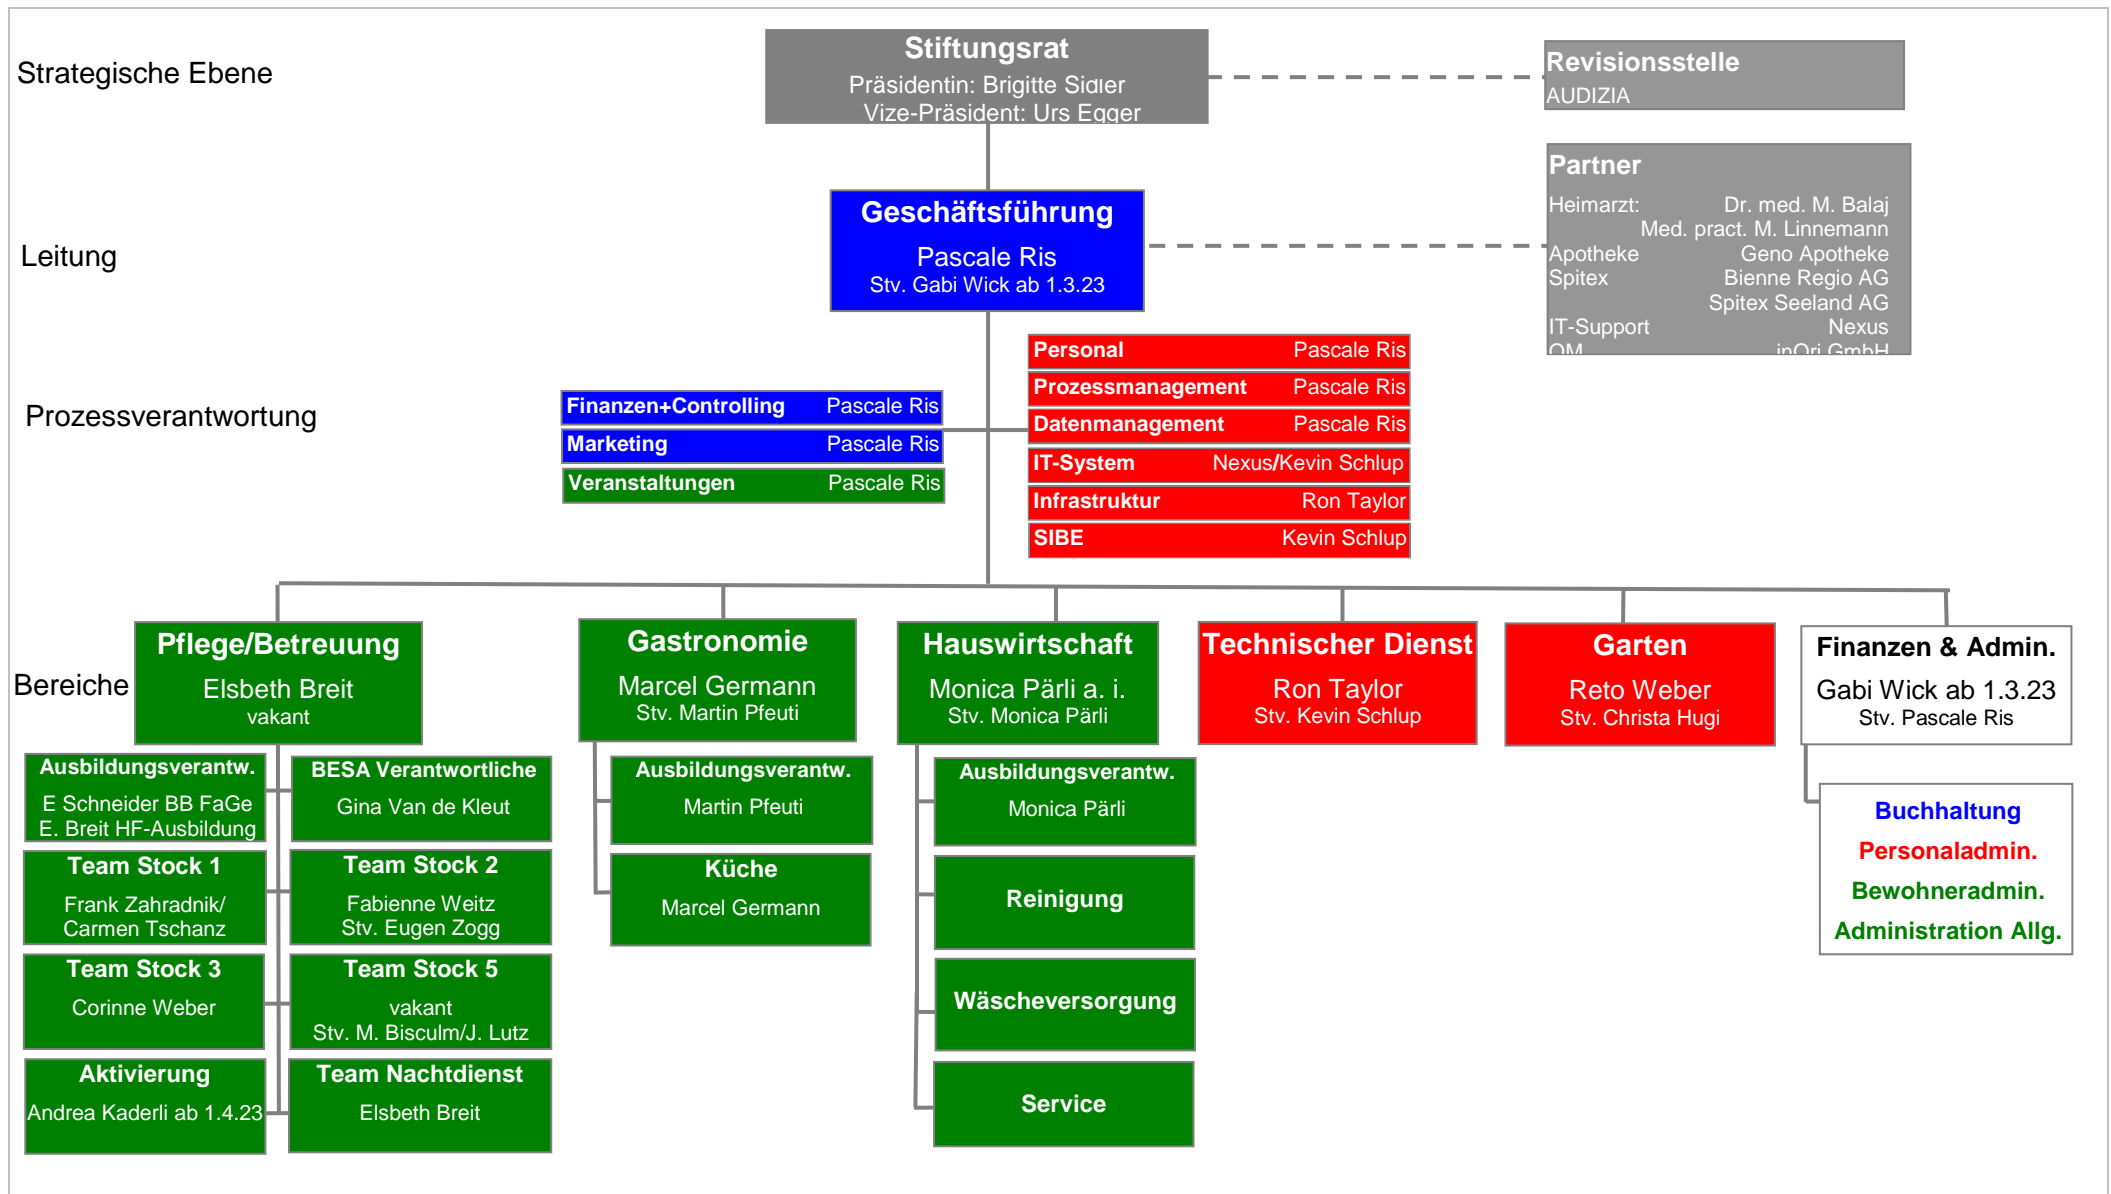 Strategische Ebene
Stiftungsrat
Präsidentin: Brigitte Sidler
Vize-Präsident: Urs Egger
Revisionsstelle
AUDIZIA
Partner
Heimarzt: Dr. med. M. Balaj
Med. pract. M. Linnemann
Apotheke Geno Apotheke
Spitex Bienne Regio AG
Spitex Seeland AG
IT-Support Nexus
QM inQri GmbH
Leitung
Geschäftsführung
Pascale Ris
Stv. Gabi Wick ab 1.3.23
Prozessverantwortung
Finanzen+Controlling Pascale Ris
Marketing Pascale Ris
Veranstaltungen Pascale Ris
Personal Pascale Ris
Prozessmanagement Pascale Ris
Datenmanagement Pascale Ris
IT-System Nexus/Kevin Schlup
Infrastruktur Ron Taylor
SIBE Kevin Schlup
Bereiche
Pflege/Betreuung
Elsbeth Breit
vakant
Ausbildungsverantw.
E Schneider BB FaGe
E. Breit HF-Ausbildung
BESA Verantwortliche
Gina Van de Kleut
Team Stock 1
Frank Zahradnik/
Carmen Tschanz
Team Stock 2
Fabienne Weitz
Stv. Eugen Zogg
Team Stock 3
Corinne Weber
Team Stock 5
vakant
Stv. M. Bisculm/J. Lutz
Aktivierung
Andrea Kaderli ab 1.4.23
Team Nachtdienst
Elsbeth Breit
Gastronomie
Marcel Germann
Stv. Martin Pfeuti
Ausbildungsverantw.
Martin Pfeuti
Küche
Marcel Germann
Hauswirtschaft
Monica Pärli a. i.
Stv. Monica Pärli
Ausbildungsverantw.
Monica Pärli
Reinigung
Wäscheversorgung
Service
Technischer Dienst
Ron Taylor
Stv. Kevin Schlup
Garten
Reto Weber
Stv. Christa Hugi
Finanzen & Admin.
Gabi Wick ab 1.3.23
Stv. Pascale Ris
Buchhaltung
Personaladmin.
Bewohneradmin.
Administration Allg.